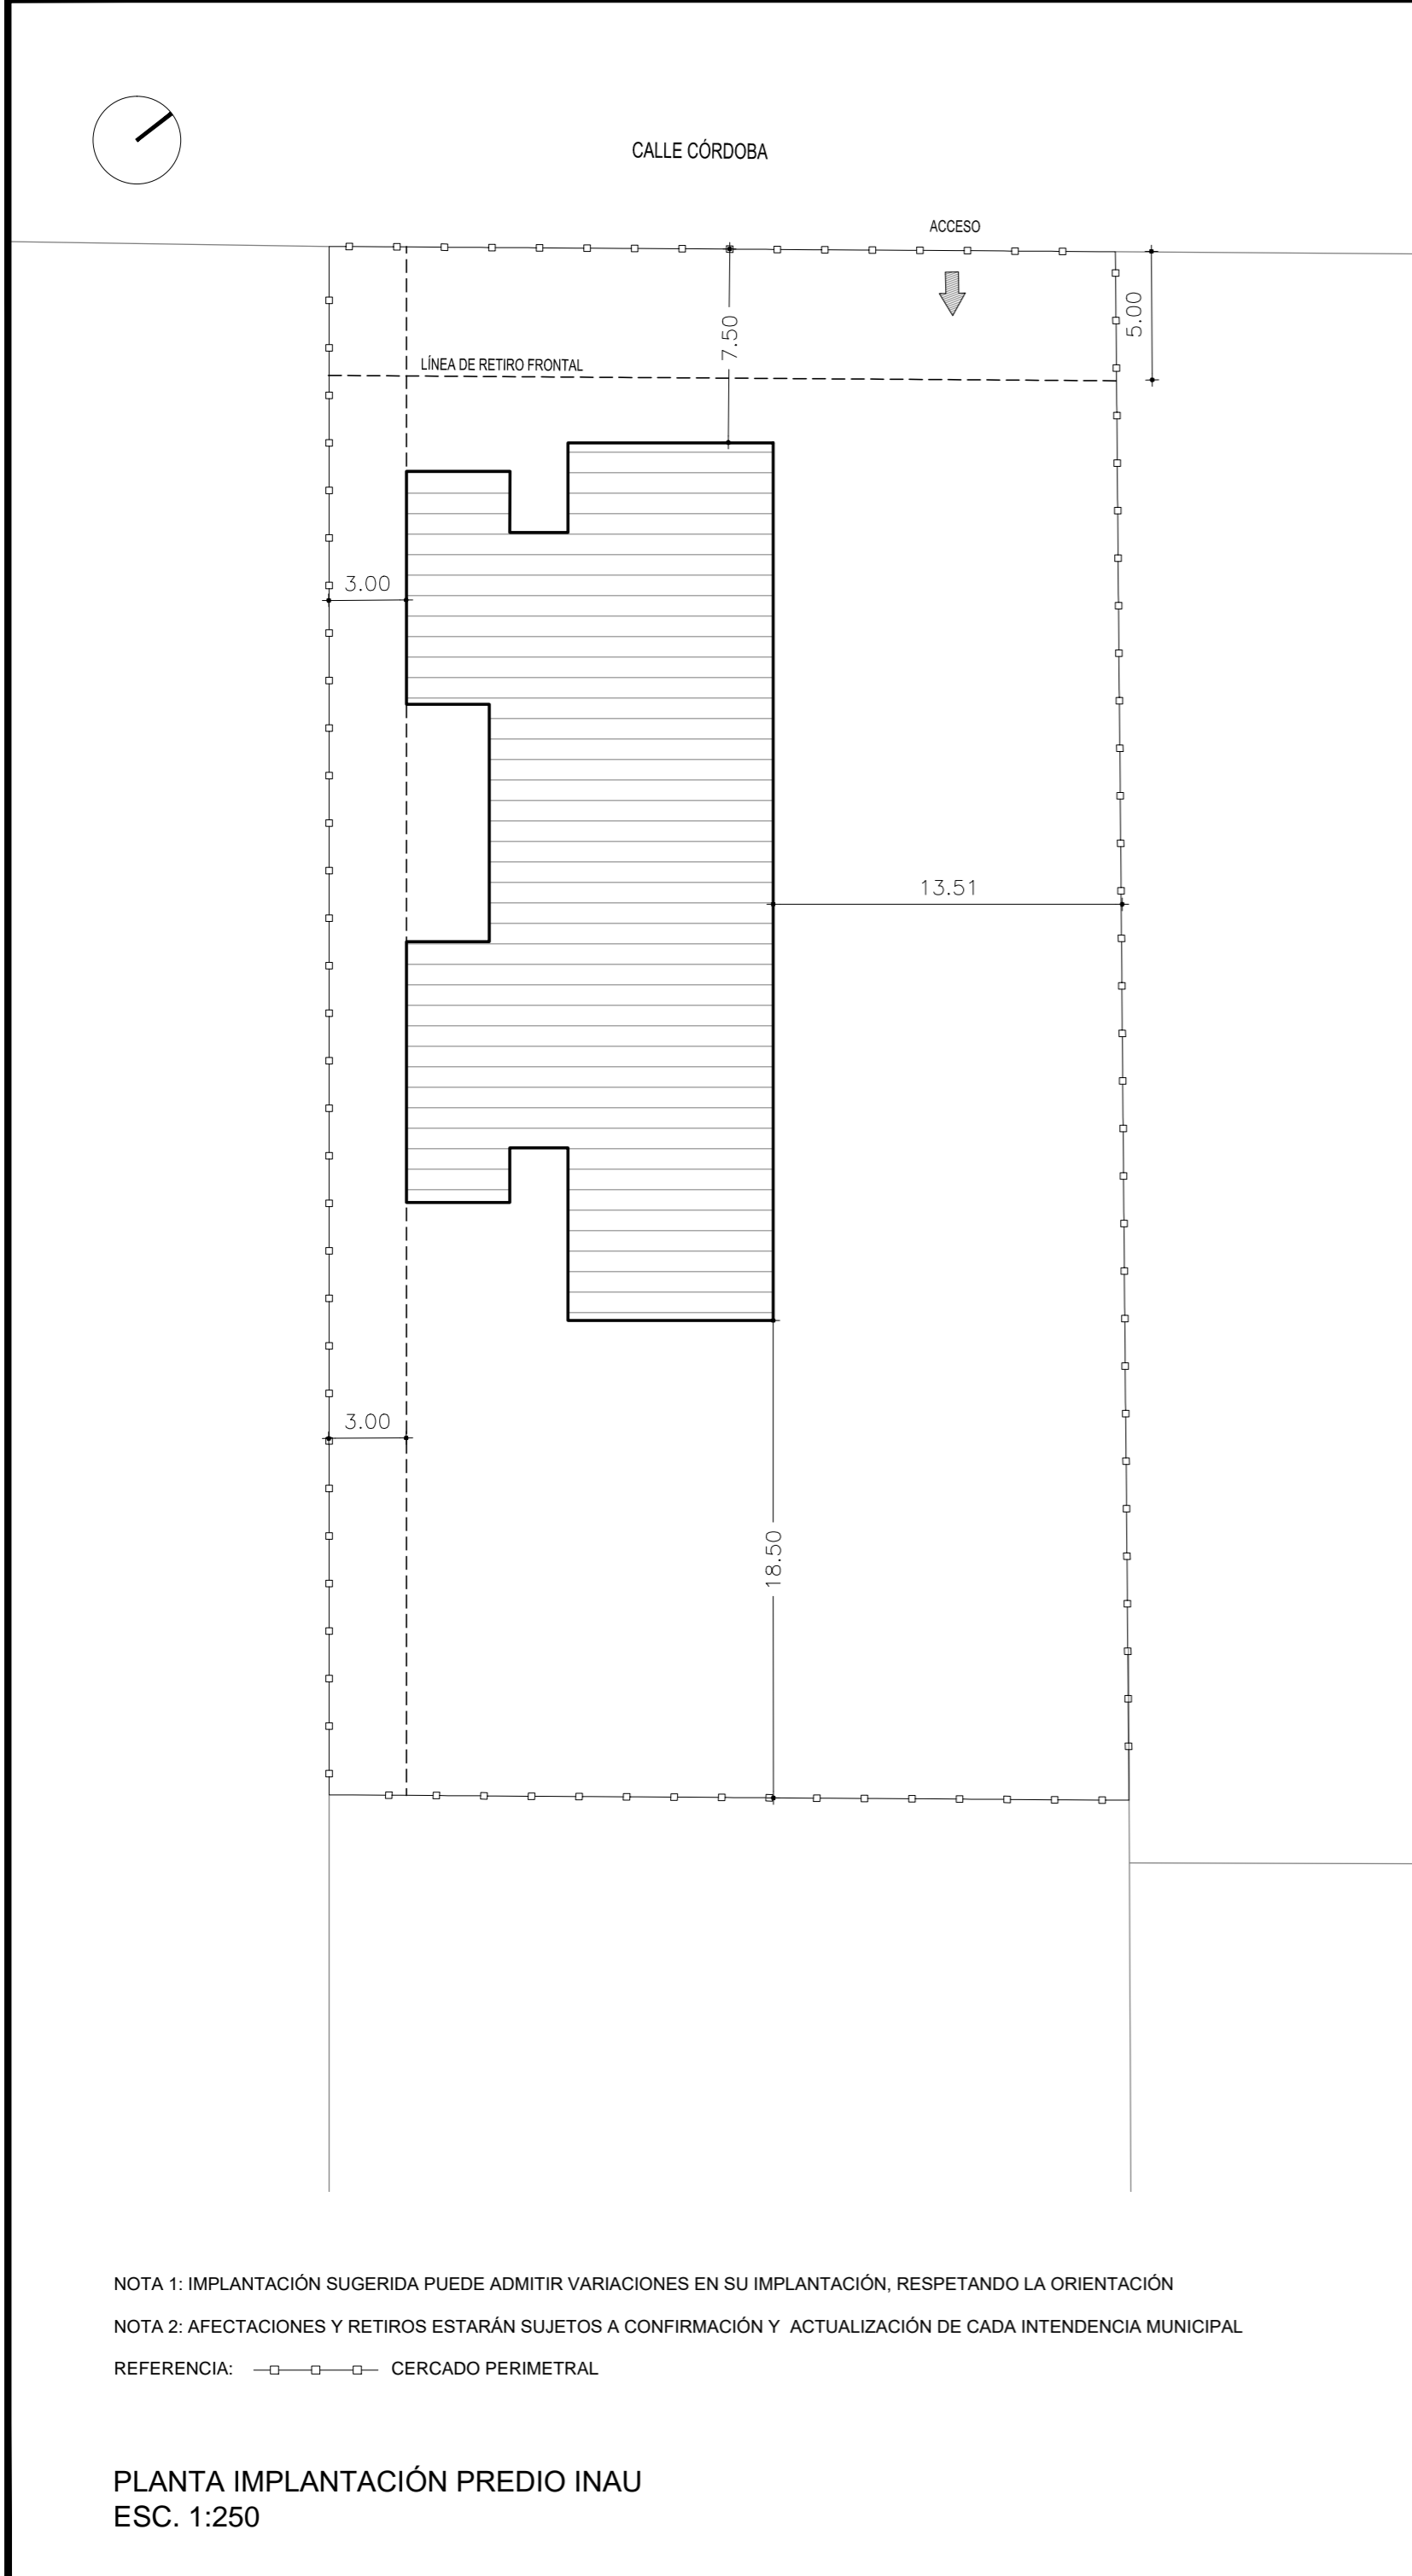 CALLE CÓRDOBA
ACCESO
5.00
7.50
LÍNEA DE RETIRO FRONTAL
3.00
13.51
3.00
18.50
NOTA 1: IMPLANTACIÓN SUGERIDA PUEDE ADMITIR VARIACIONES EN SU IMPLANTACIÓN, RESPETANDO LA ORIENTACIÓN
NOTA 2: AFECTACIONES Y RETIROS ESTARÁN SUJETOS A CONFIRMACIÓN Y ACTUALIZACIÓN DE CADA INTENDENCIA MUNICIPAL
REFERENCIA: CERCADO PERIMETRAL
PLANTA IMPLANTACIÓN PREDIO INAU
ESC. 1:250